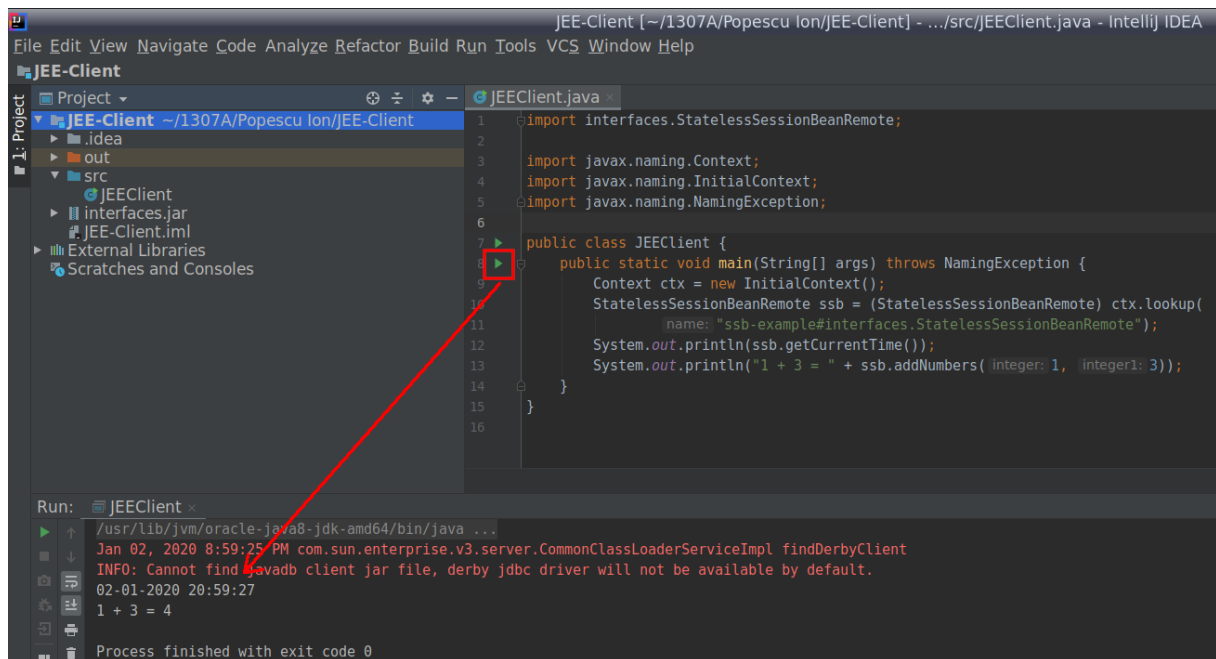 JEE-Client [~/1307A/Popescu Ion/JEE-Client] - .../src/JEEClient.java - IntelliJ IDEA
File Edit View Navigate Code Analyze Refactor Build Run Tools VCS Window Help
JEE-Client
1: Project
Project
JEE-Client ~/1307A/Popescu Ion/JEE-Client
.idea
out
src
JEEClient
interfaces.jar
JEE-Client.iml
External Libraries
Scratches and Consoles
JEEClient.java
1 import interfaces.StatelessSessionBeanRemote;
2
3 import javax.naming.Context;
4 import javax.naming.InitialContext;
5 import javax.naming.NamingException;
6
7 public class JEEClient {
8 public static void main(String[] args) throws NamingException {
9 Context ctx = new InitialContext();
10 StatelessSessionBeanRemote ssb = (StatelessSessionBeanRemote) ctx.lookup(
11 name: "ssb-example#interfaces.StatelessSessionBeanRemote");
12 System.out.println(ssb.getCurrentTime());
13 System.out.println("1 + 3 = " + ssb.addNumbers( integer: 1, integer1: 3));
14 }
15 }
16
Run: JEEClient
/usr/lib/jvm/oracle-java8-jdk-amd64/bin/java ...
Jan 02, 2020 8:59:25 PM com.sun.enterprise.v3.server.CommonClassLoaderServiceImpl findDerbyClient
INFO: Cannot find javadb client jar file, derby jdbc driver will not be available by default.
02-01-2020 20:59:27
1 + 3 = 4
Process finished with exit code 0